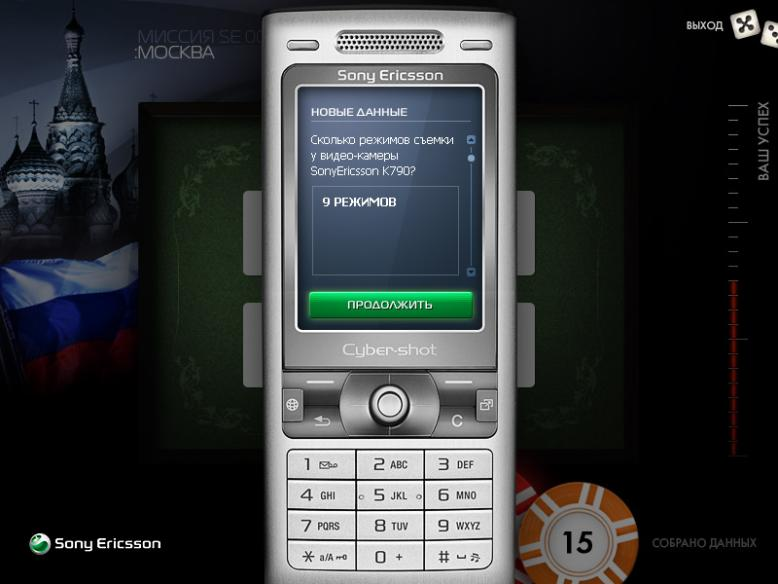 МИССИЯ SE 00
:МОСКВА
ВЫХОД
Sony Ericsson
НОВЫЕ ДАННЫЕ
Сколько режимов съемки
у видео-камеры
SonyEricsson K790?
9 РЕЖИМОВ
ПРОДОЛЖИТЬ
Cyber-shot
C
1
2 ABC
3 DEF
4 GHI
5 JKL
6 MNO
7 PQRS
8 TUV
9 WXYZ
* a/A
0 +
#
ВАШ УСПЕХ
Sony Ericsson
15
СОБРАНО ДАННЫХ